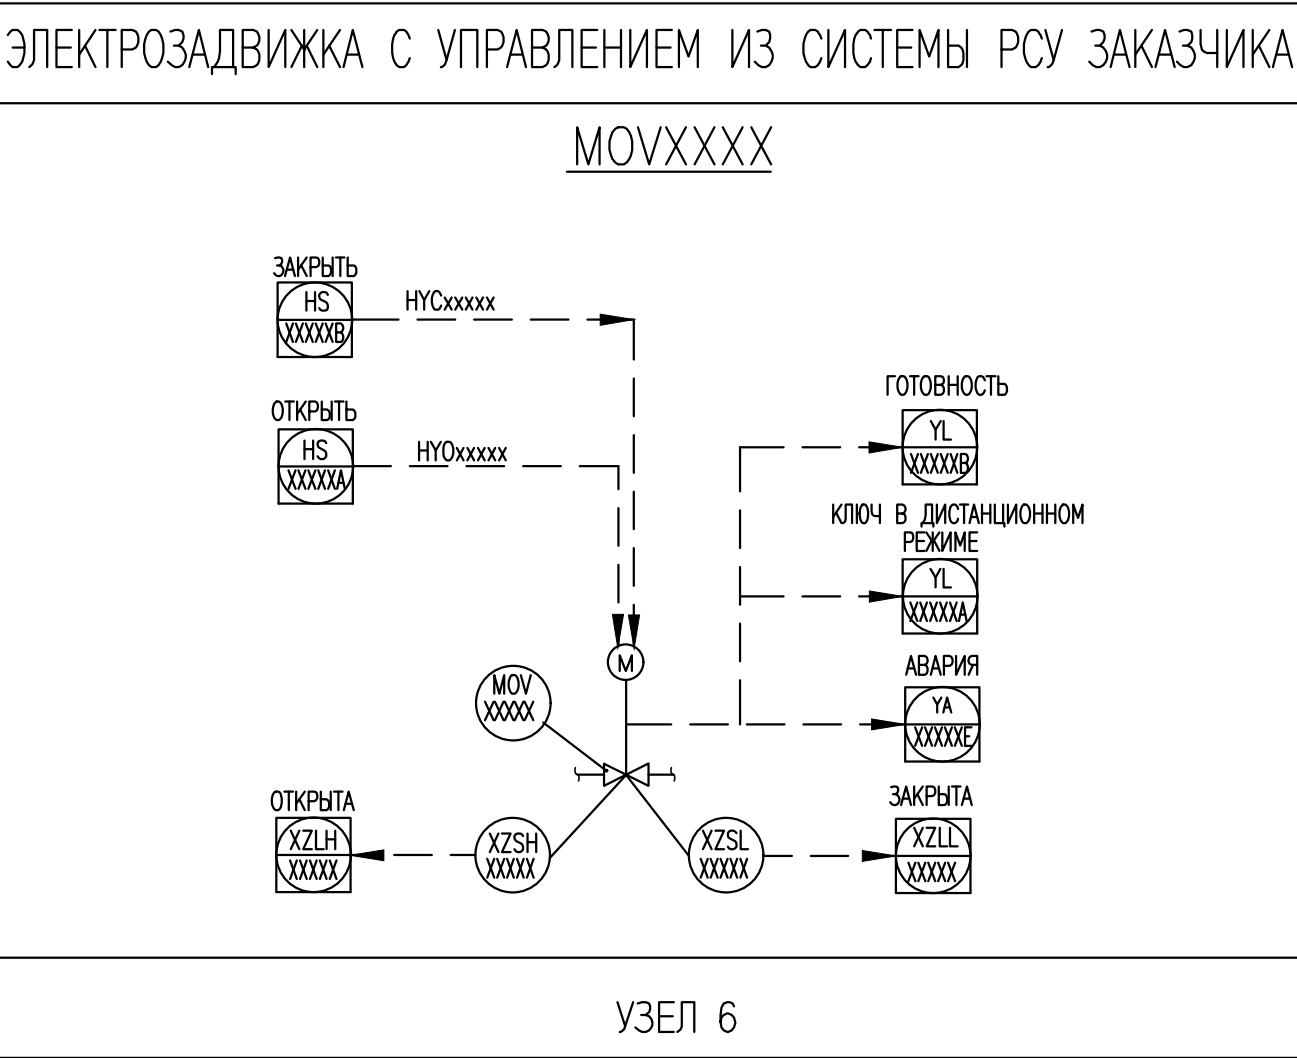 ЭЛЕКТРОЗАДВИЖКА С УПРАВЛЕНИЕМ ИЗ СИСТЕМЫ РСУ ЗАКАЗЧИКА
MOVXXXX
ЗАКРЫТЬ
HS
XXXXXB
HYCxxxxx
ОТКРЫТЬ
HS
XXXXXA
HYOxxxxx
ГОТОВНОСТЬ
YL
XXXXXB
КЛЮЧ В ДИСТАНЦИОННОМ
РЕЖИМЕ
YL
XXXXXA
M
АВАРИЯ
YA
XXXXXE
MOV
XXXXX
ОТКРЫТА
XZLH
XXXXX
XZSH
XXXXX
XZSL
XXXXX
ЗАКРЫТА
XZLL
XXXXX
УЗЕЛ 6